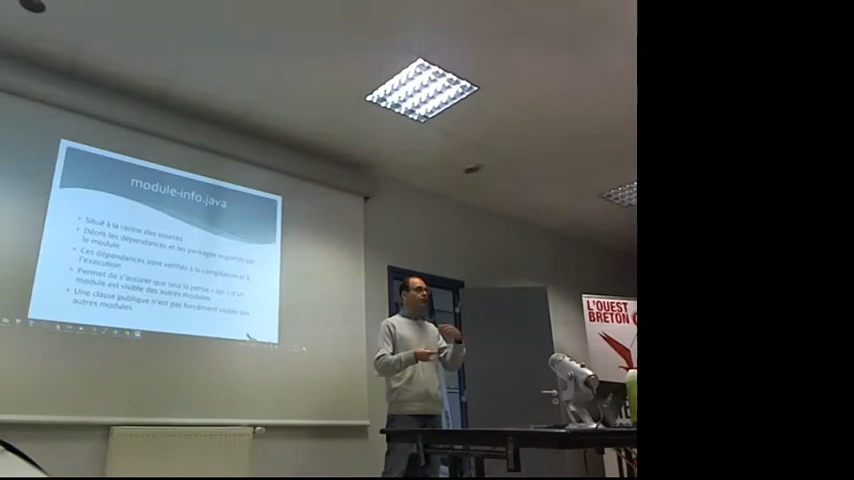 module-info.java
• Situé à la racine des sources
• Décrit les dépendances et les packages exportés par
le module
• Ces dépendances sont vérifiés à la compilation et à
l'exécution
• Permet de s'assurer que seul la partie « api » d'un
module est visible des autres modules
• Une classe publique n'est pas forcément visible des
autres modules
L'OUEST
BRETON